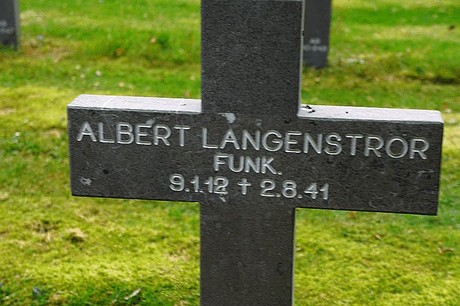 ALBERT LANGENSTROR
FUNK.
9.1.12 † 2.8.41